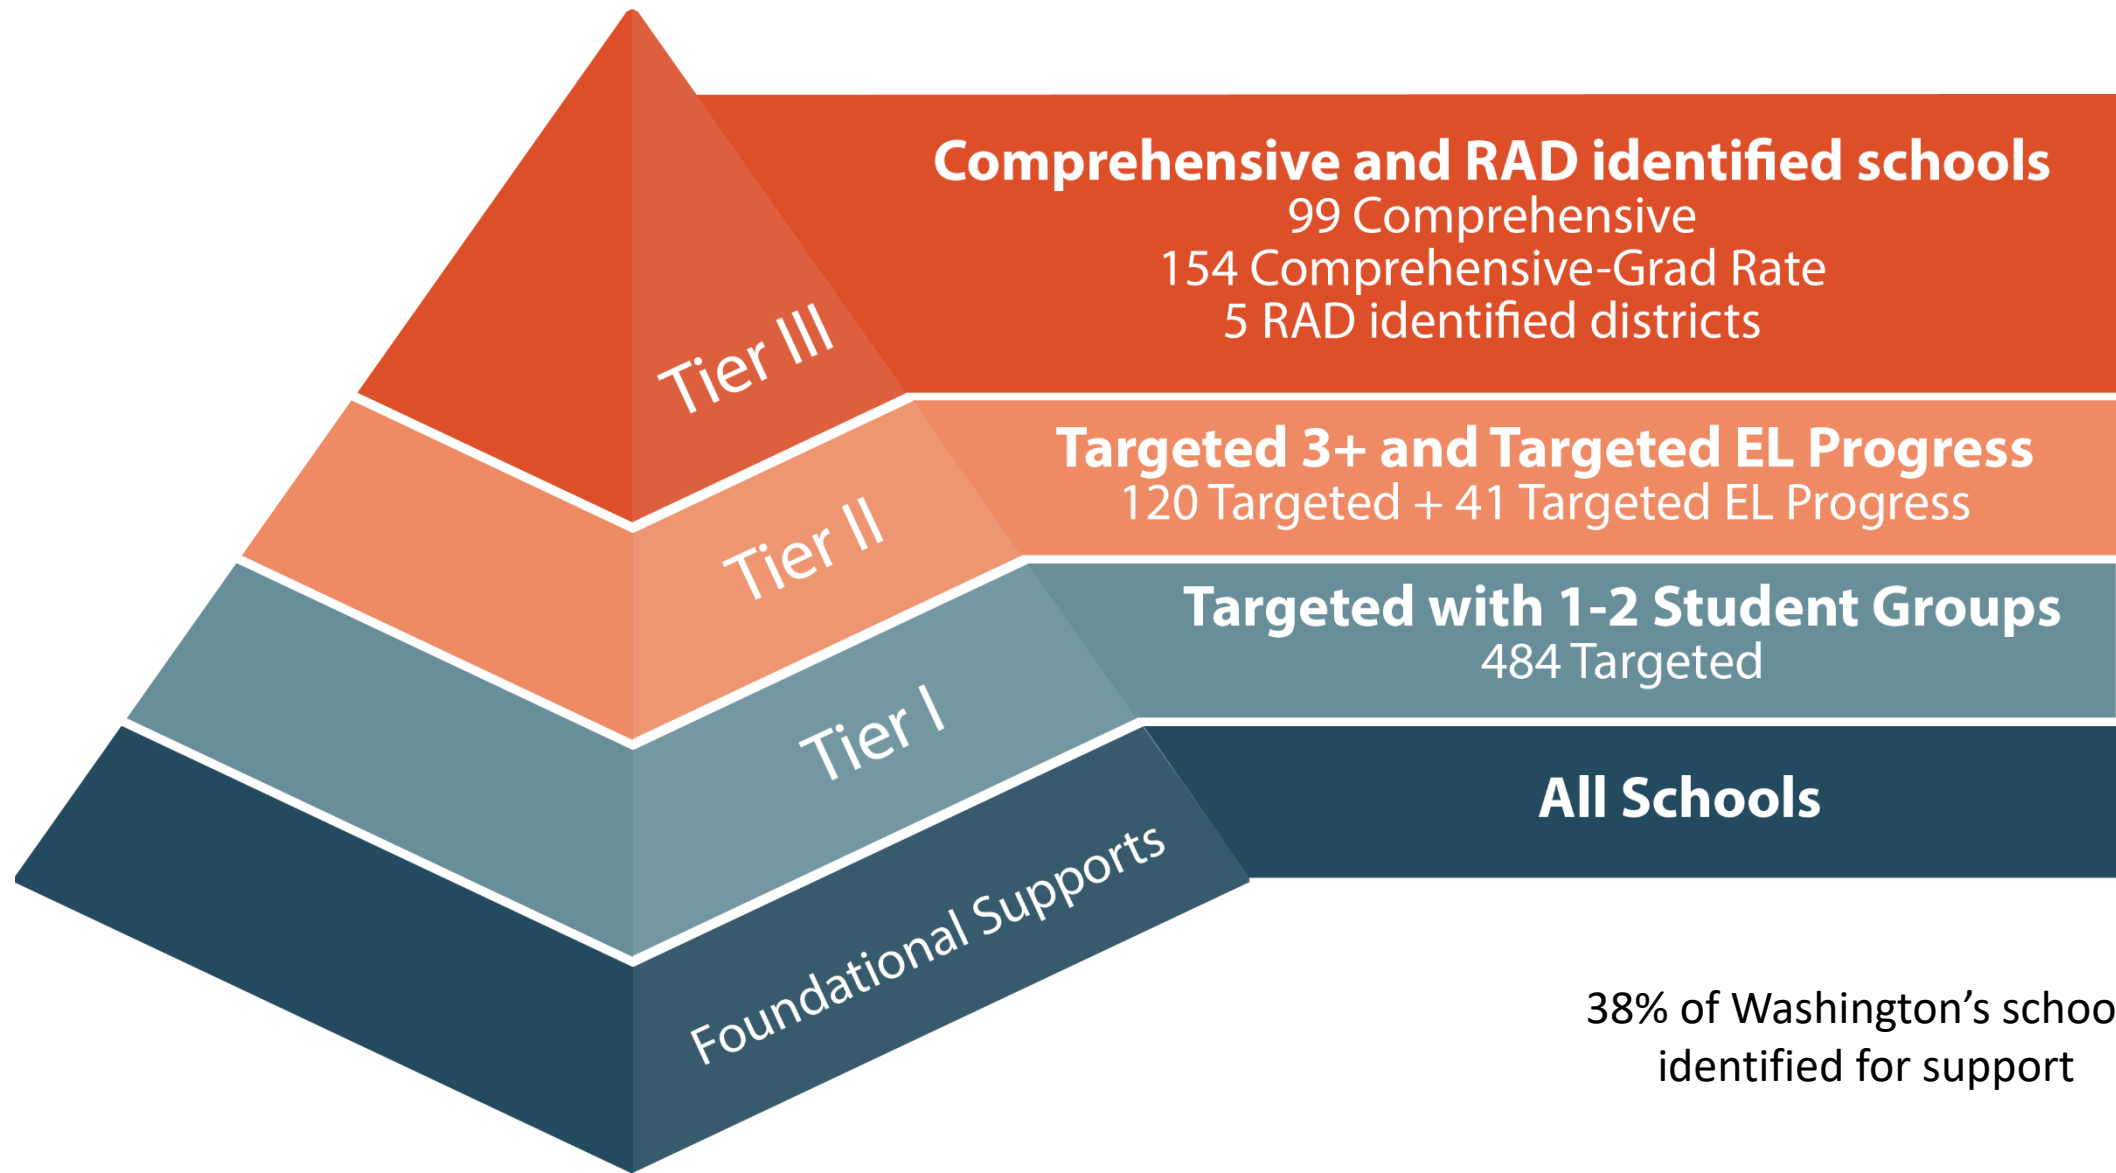 Comprehensive and RAD identified schools
99 Comprehensive
154 Comprehensive-Grad Rate
5 RAD identified districts
Tier III
Targeted 3+ and Targeted EL Progress
120 Targeted + 41 Targeted EL Progress
Tier II
Targeted with 1-2 Student Groups
484 Targeted
Tier I
All Schools
Foundational Supports
38% of Washington’s schoo
identified for support